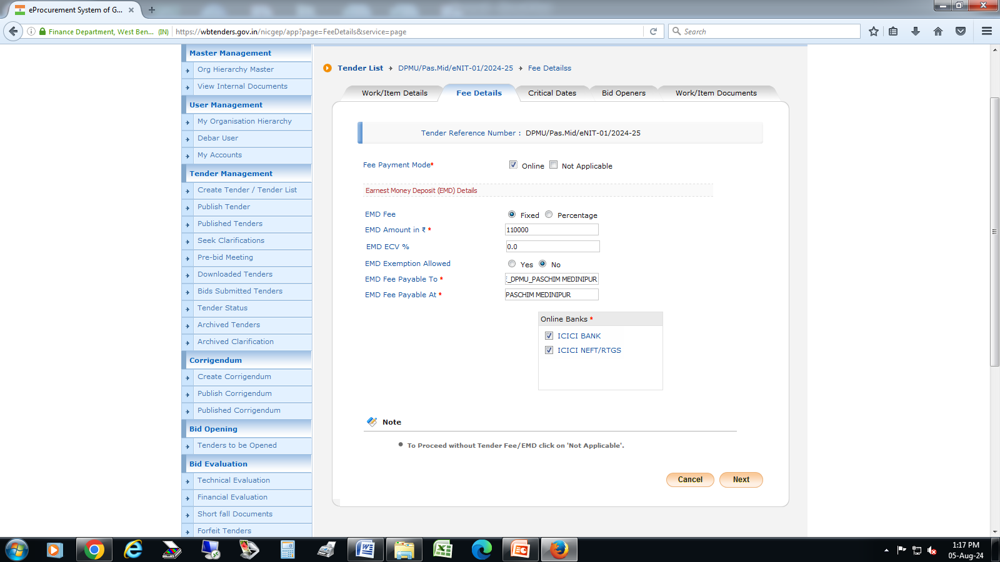 eProcurement System of G...
Finance Department, West Ben... (IN)
https://wbtenders.gov.in/nicgep/app?page=FeeDetails&service=page
Search
Master Management
Org Hierarchy Master
View Internal Documents
User Management
My Organisation Hierarchy
Debar User
My Accounts
Tender Management
Create Tender / Tender List
Publish Tender
Published Tenders
Seek Clarifications
Pre-bid Meeting
Downloaded Tenders
Bids Submitted Tenders
Tender Status
Archived Tenders
Archived Clarification
Corrigendum
Create Corrigendum
Publish Corrigendum
Published Corrigendum
Bid Opening
Tenders to be Opened
Bid Evaluation
Technical Evaluation
Financial Evaluation
Short fall Documents
Forfeit Tenders
Tender List DPMU/Pas.Mid/eNIT-01/2024-25 Fee Detailss
Work/Item Details Fee Details Critical Dates Bid Openers Work/Item Documents
Tender Reference Number : DPMU/Pas.Mid/eNIT-01/2024-25
Fee Payment Mode* Online Not Applicable
Earnest Money Deposit (EMD) Details
EMD Fee Fixed Percentage
EMD Amount in ₹ * 110000
EMD ECV % 0.0
EMD Exemption Allowed Yes No
EMD Fee Payable To * _DPMU_PASCHIM MEDINIPUR
EMD Fee Payable At * PASCHIM MEDINIPUR
Online Banks *
ICICI BANK
ICICI NEFT/RTGS
Note
To Proceed without Tender Fee/EMD click on 'Not Applicable'.
Cancel Next
1:17 PM
05-Aug-24